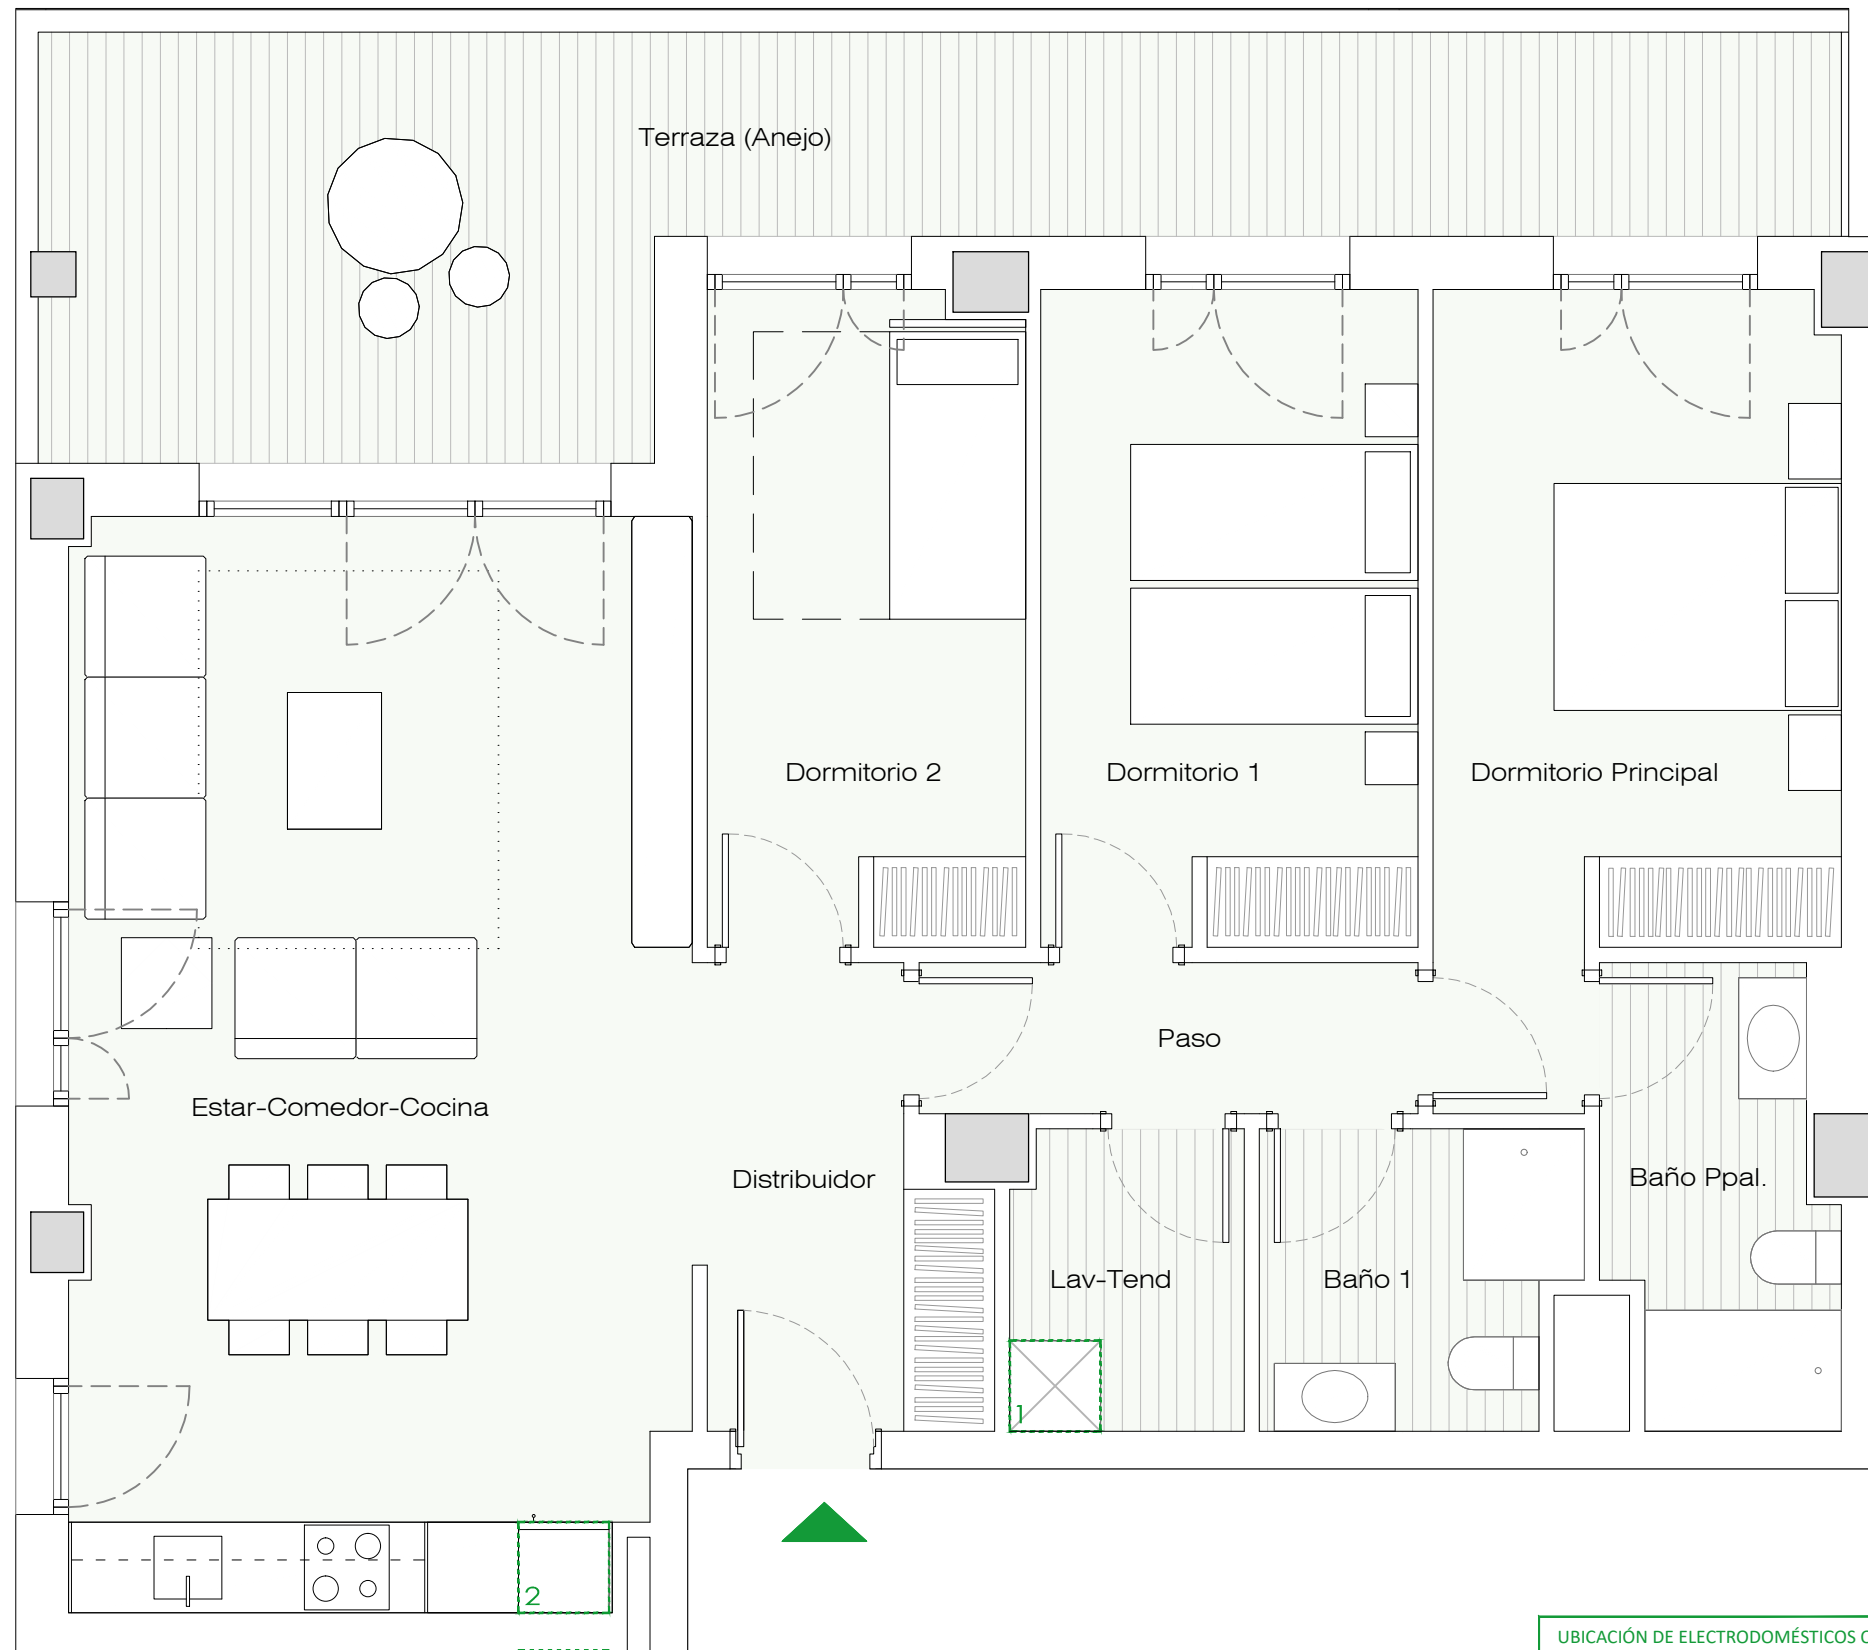 Terraza (Anejo)
Dormitorio 2
Dormitorio 1
Dormitorio Principal
Paso
Estar-Comedor-Cocina
Distribuidor
Baño Ppal.
Lav-Tend
Baño 1
1
2
UBICACIÓN DE ELECTRODOMÉSTICOS